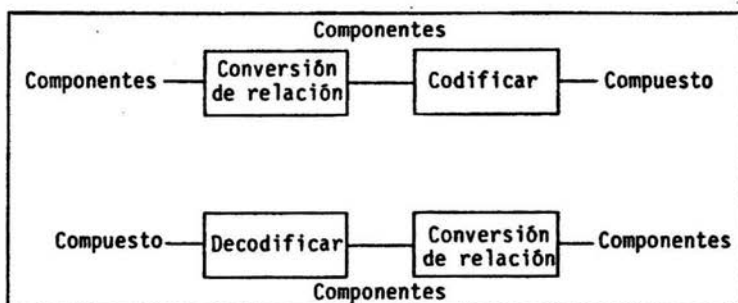 Componentes
Componentes
Conversión
de relación
Codificar
Compuesto
Compuesto
Decodificar
Conversión
de relación
Componentes
Componentes